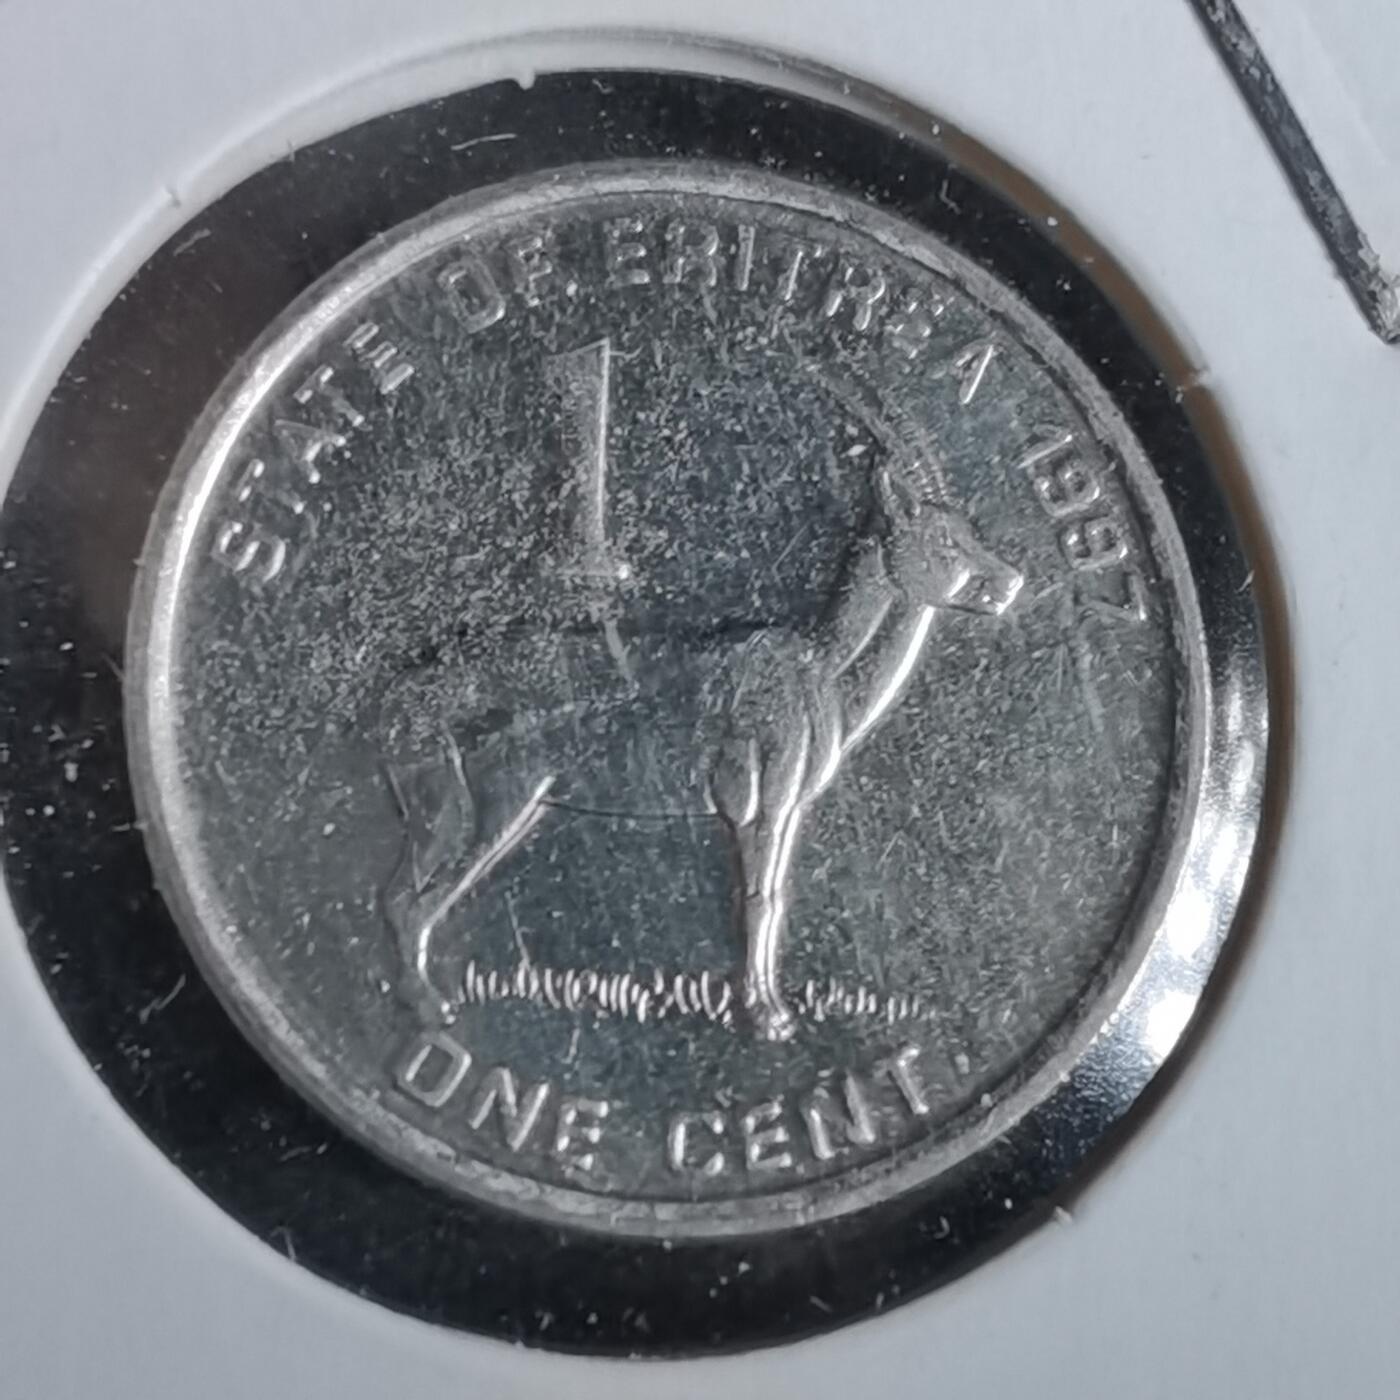 STATE OF ERITREA 1997
1
ONE CENT